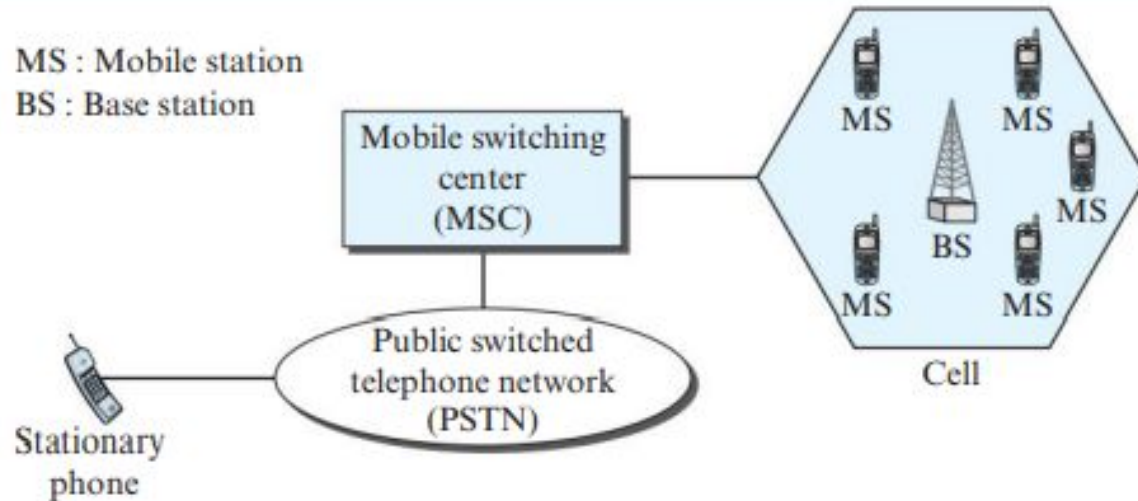 MS : Mobile station
BS : Base station
Mobile switching
center
(MSC)
Public switched
telephone network
(PSTN)
Stationary
phone
MS
MS
MS
BS
MS
MS
Cell